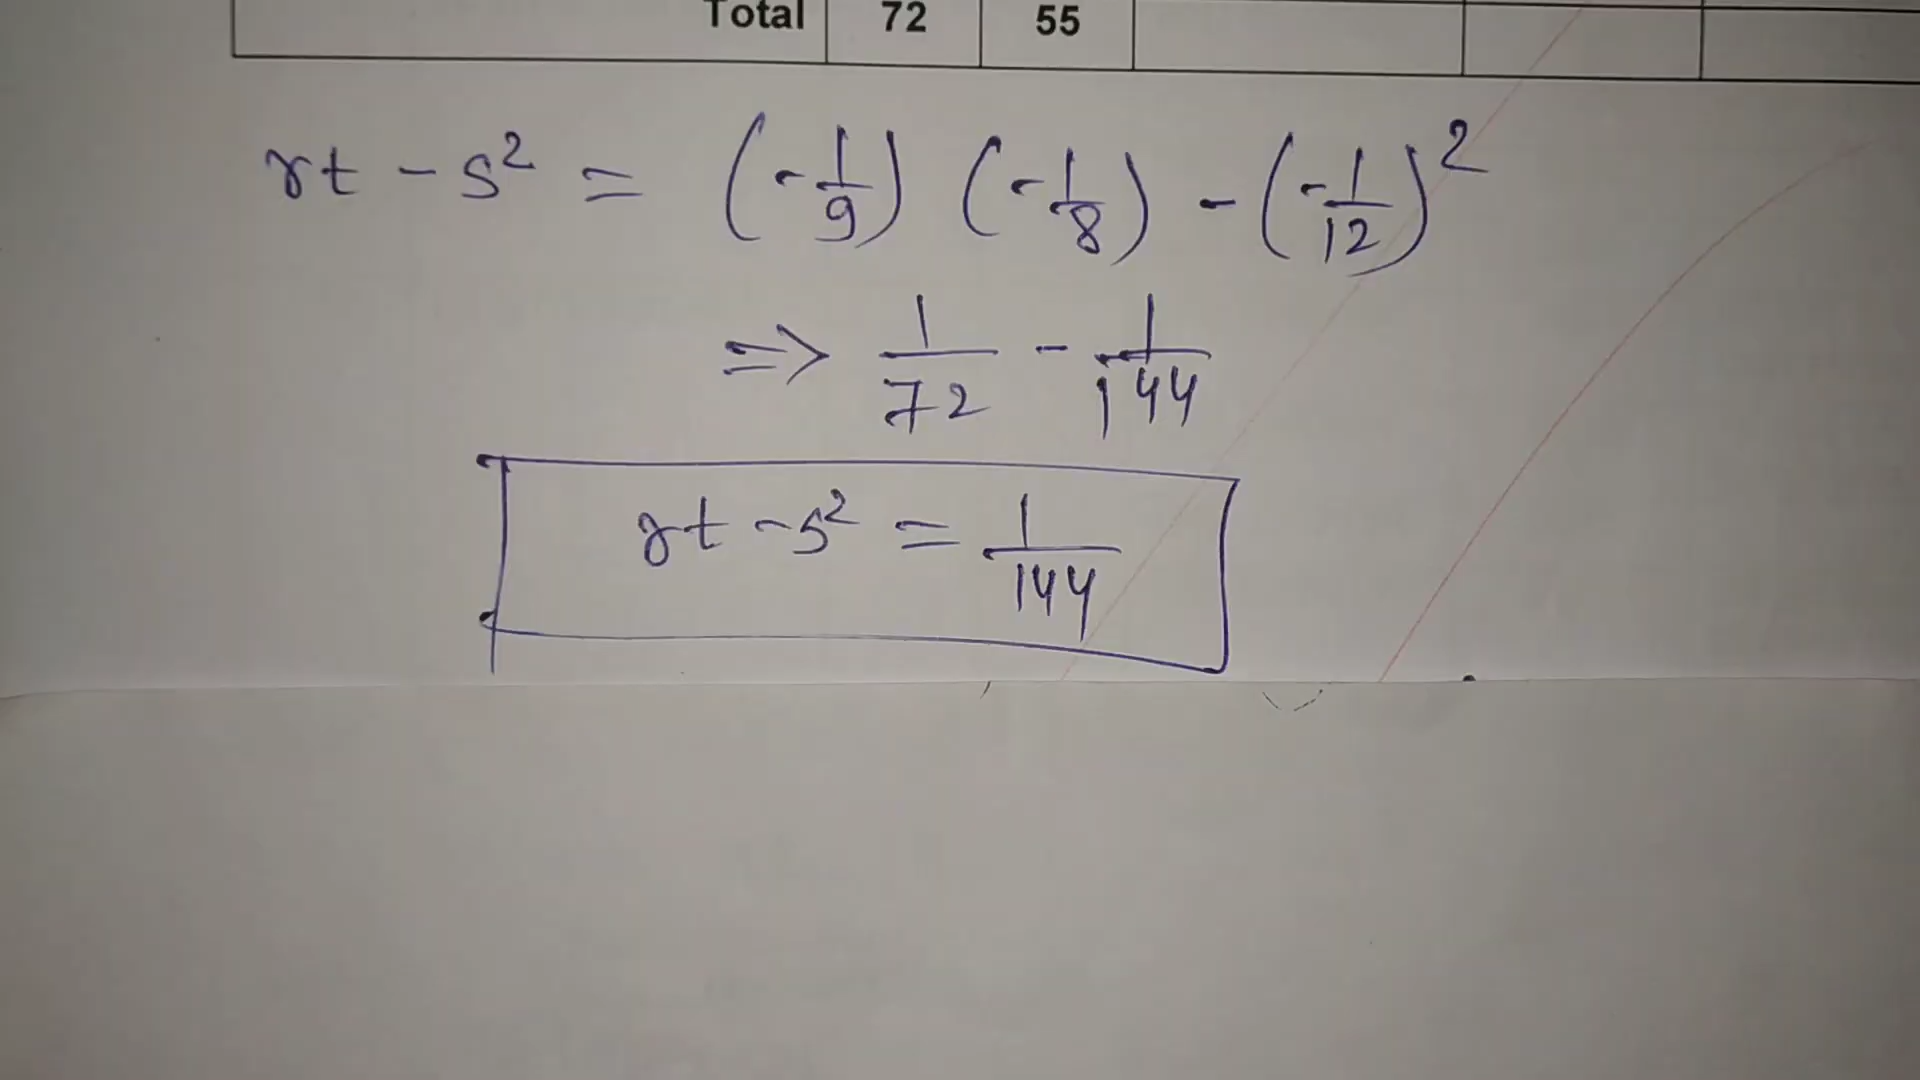 Total 72 55
rt - s² = (-1/9) (-1/8) - (-1/12)²
=> 1/72 - 1/144
rt - s² = 1/144